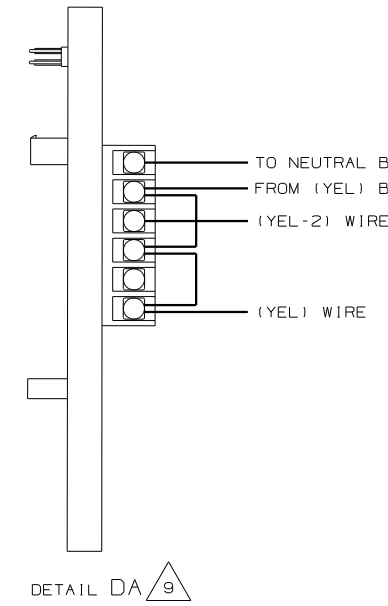 TO NEUTRAL B
FROM (YEL) B
(YEL-2) WIRE
(YEL) WIRE
DETAIL DA 9